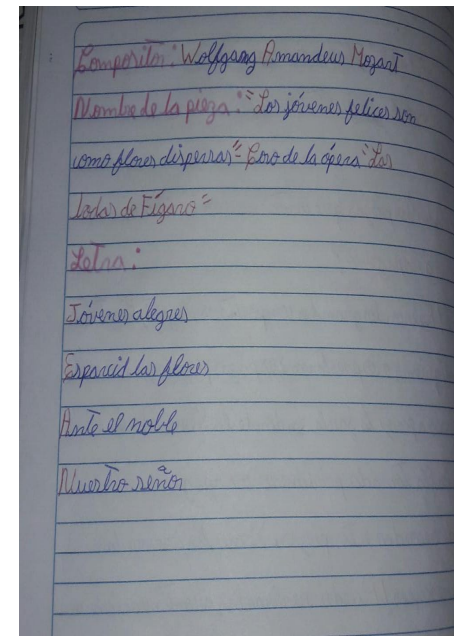 Compositor: Wolfgang Amandeus Mozart
Nombre de la pieza: "Los jóvenes felices son
como flores dispersas" Coro de la ópera "Las
bodas de Fígaro"
Letra:
Jóvenes alegres
Esparcid las flores
Ante el noble
Nuestro señor